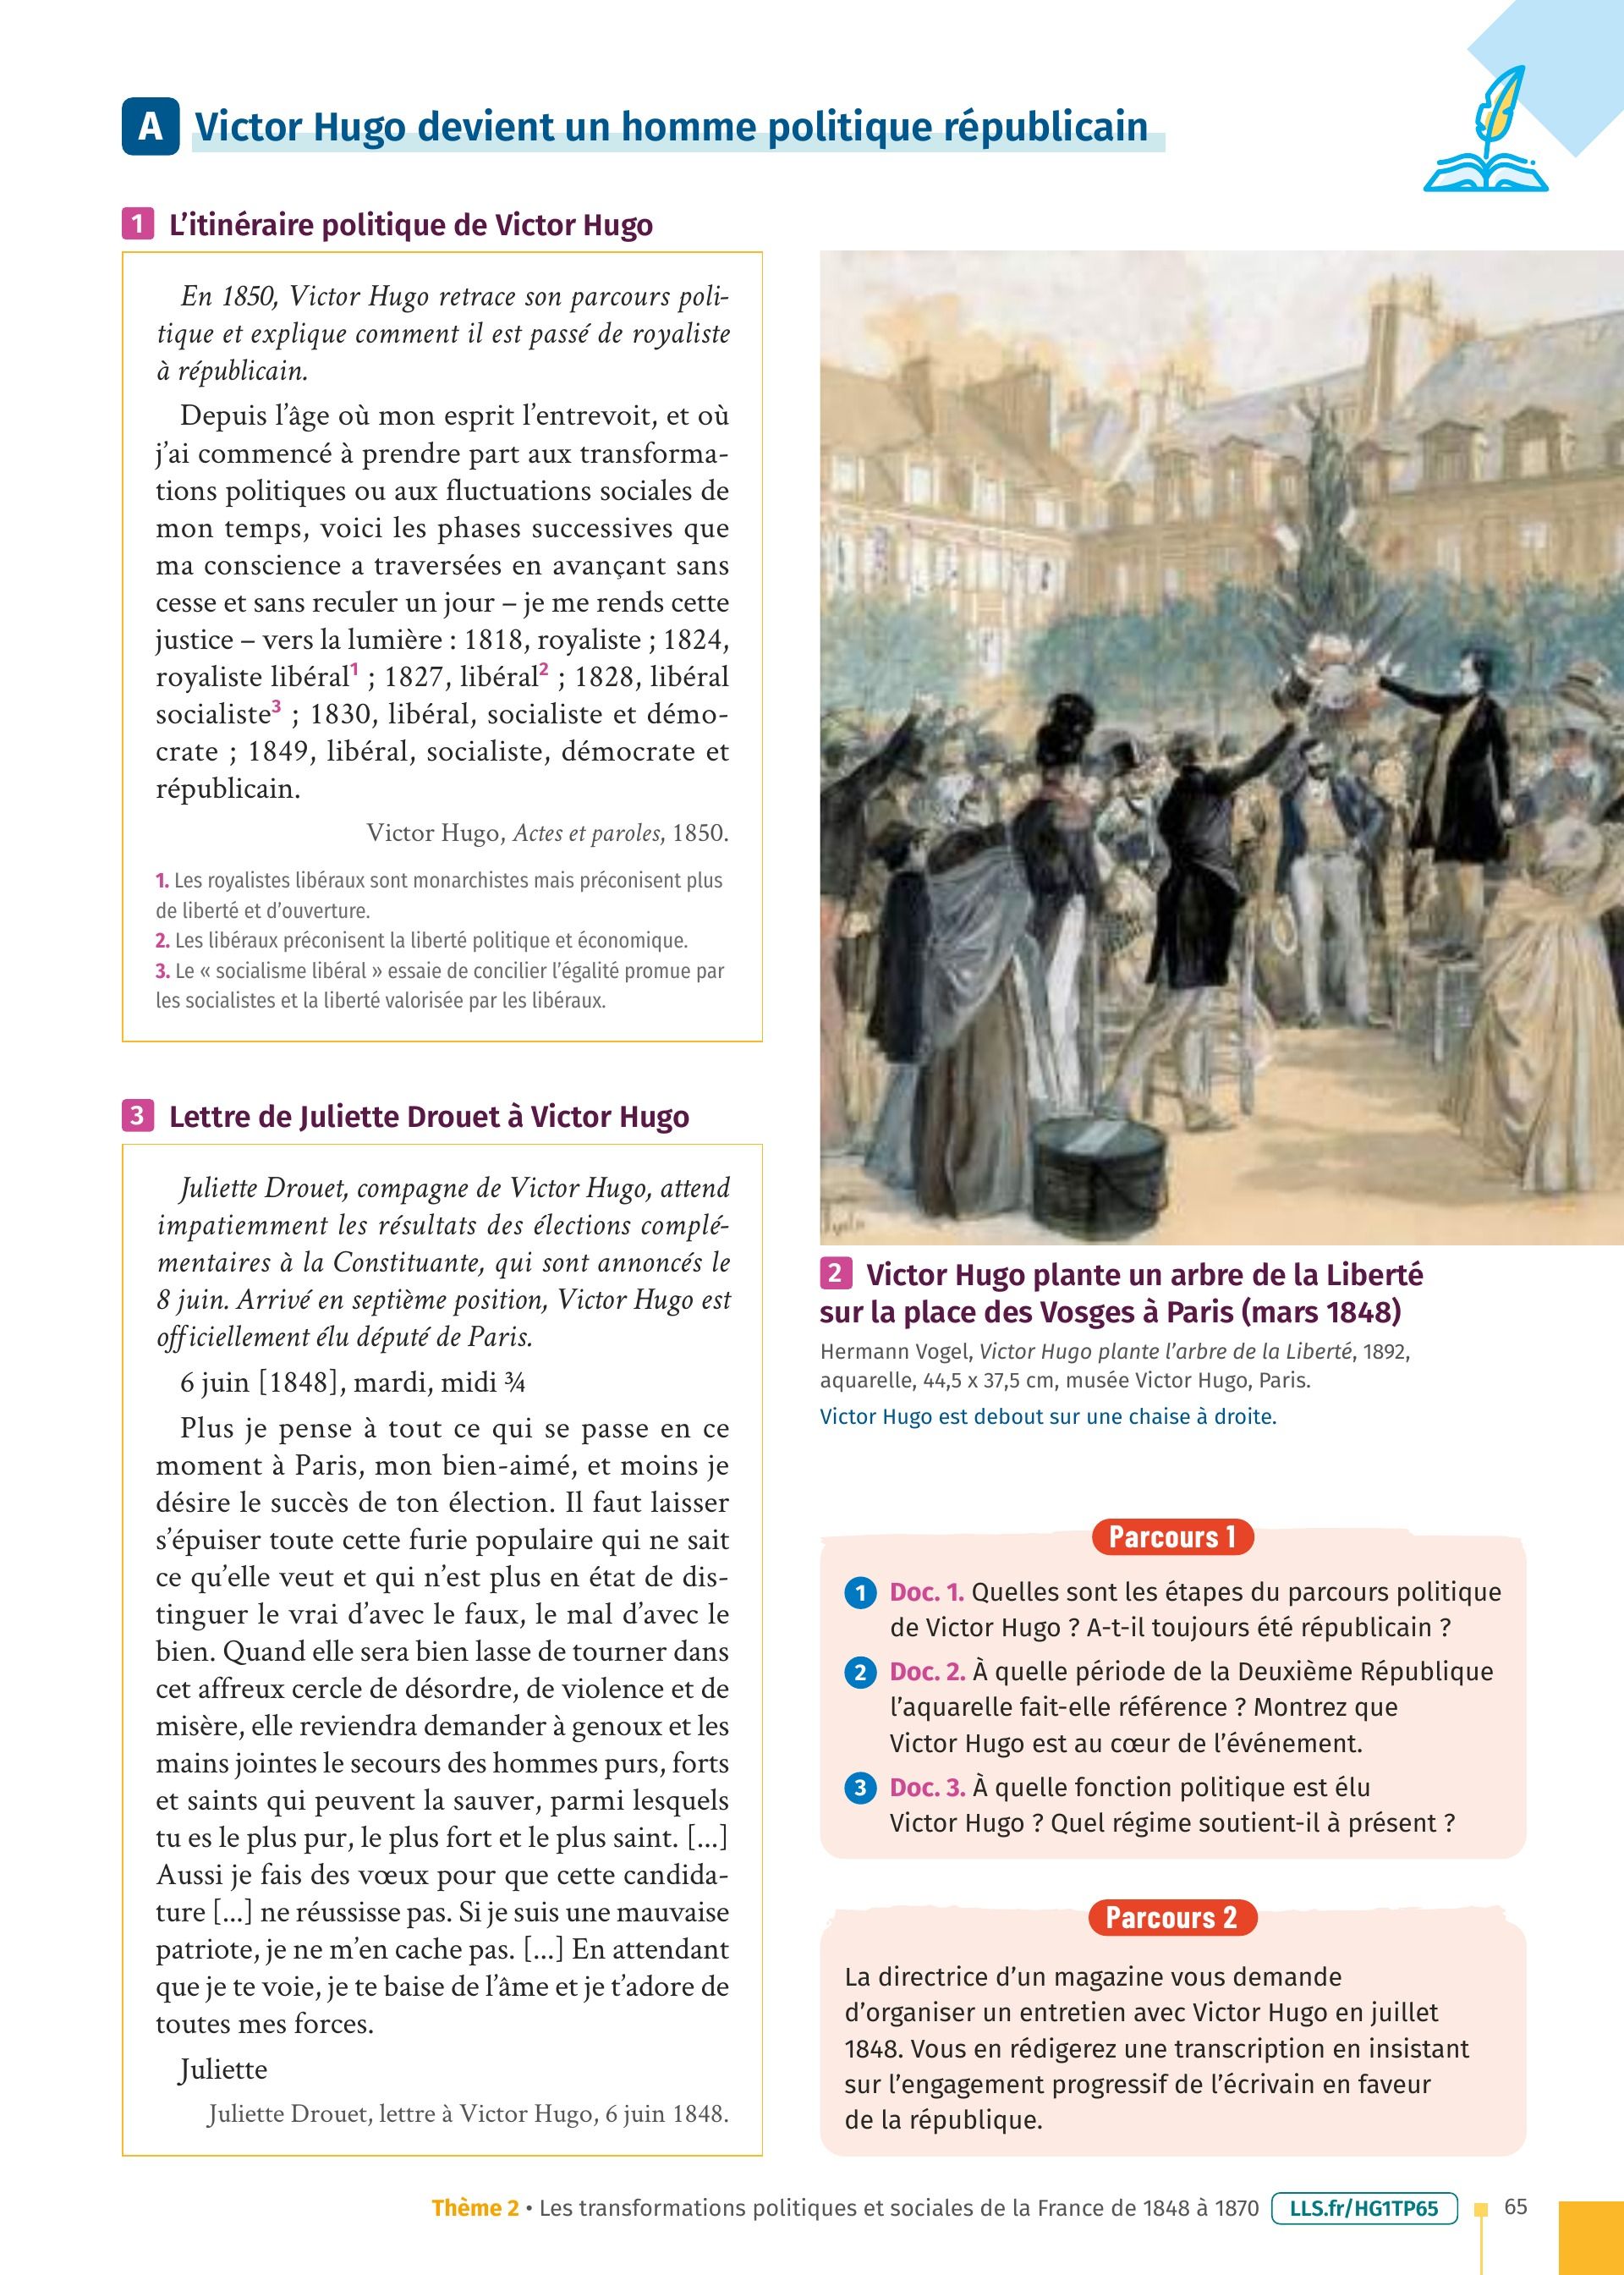 A Victor Hugo devient un homme politique républicain
1 L'itinéraire politique de Victor Hugo
En 1850, Victor Hugo retrace son parcours poli-
tique et explique comment il est passé de royaliste
à républicain.
Depuis l'âge où mon esprit l'entrevoit, et où
j'ai commencé à prendre part aux transforma-
tions politiques ou aux fluctuations sociales de
mon temps, voici les phases successives que
ma conscience a traversées en avançant sans
cesse et sans reculer un jour – je me rends cette
justice – vers la lumière : 1818, royaliste ; 1824,
royaliste libéral1 ; 1827, libéral2 ; 1828, libéral
socialiste3 ; 1830, libéral, socialiste et démo-
crate ; 1849, libéral, socialiste, démocrate et
républicain.
Victor Hugo, Actes et paroles, 1850.
1. Les royalistes libéraux sont monarchistes mais préconisent plus
de liberté et d'ouverture.
2. Les libéraux préconisent la liberté politique et économique.
3. Le « socialisme libéral » essaie de concilier l'égalité promue par
les socialistes et la liberté valorisée par les libéraux.
3 Lettre de Juliette Drouet à Victor Hugo
Juliette Drouet, compagne de Victor Hugo, attend
impatiemment les résultats des élections complé-
mentaires à la Constituante, qui sont annoncés le
8 juin. Arrivé en septième position, Victor Hugo est
officiellement élu député de Paris.
6 juin [1848], mardi, midi ¾
Plus je pense à tout ce qui se passe en ce
moment à Paris, mon bien-aimé, et moins je
désire le succès de ton élection. Il faut laisser
s'épuiser toute cette furie populaire qui ne sait
ce qu'elle veut et qui n'est plus en état de dis-
tinguer le vrai d'avec le faux, le mal d'avec le
bien. Quand elle sera bien lasse de tourner dans
cet affreux cercle de désordre, de violence et de
misère, elle reviendra demander à genoux et les
mains jointes le secours des hommes purs, forts
et saints qui peuvent la sauver, parmi lesquels
tu es le plus pur, le plus fort et le plus saint. [...]
Aussi je fais des vœux pour que cette candida-
ture [...] ne réussisse pas. Si je suis une mauvaise
patriote, je ne m'en cache pas. [...] En attendant
que je te voie, je te baise de l'âme et je t'adore de
toutes mes forces.
Juliette
Juliette Drouet, lettre à Victor Hugo, 6 juin 1848.
2 Victor Hugo plante un arbre de la Liberté
sur la place des Vosges à Paris (mars 1848)
Hermann Vogel, Victor Hugo plante l'arbre de la Liberté, 1892,
aquarelle, 44,5 x 37,5 cm, musée Victor Hugo, Paris.
Victor Hugo est debout sur une chaise à droite.
Parcours 1
1 Doc. 1. Quelles sont les étapes du parcours politique
de Victor Hugo ? A-t-il toujours été républicain ?
2 Doc. 2. À quelle période de la Deuxième République
l'aquarelle fait-elle référence ? Montrez que
Victor Hugo est au cœur de l'événement.
3 Doc. 3. À quelle fonction politique est élu
Victor Hugo ? Quel régime soutient-il à présent ?
Parcours 2
La directrice d'un magazine vous demande
d'organiser un entretien avec Victor Hugo en juillet
1848. Vous en rédigerez une transcription en insistant
sur l'engagement progressif de l'écrivain en faveur
de la république.
Thème 2 • Les transformations politiques et sociales de la France de 1848 à 1870 LLS.fr/HG1TP65 65